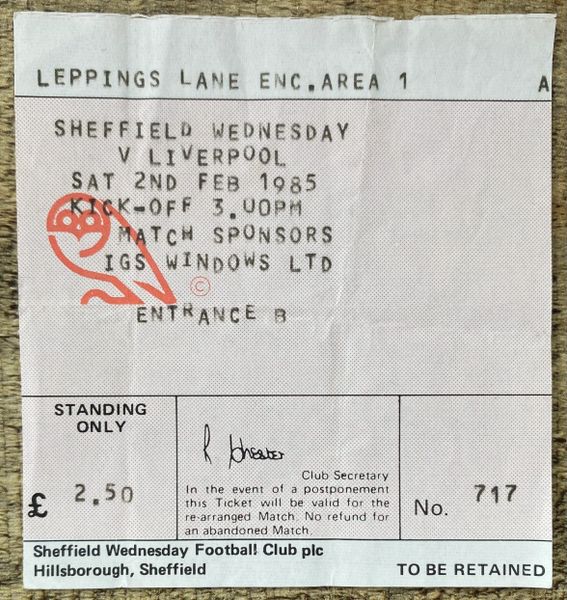 LEPPINGS LANE ENC.AREA 1 A
SHEFFIELD WEDNESDAY
V LIVERPOOL
SAT 2ND FEB 1985
KICK-OFF 3.00PM
MATCH SPONSORS
IGS WINDOWS LTD
©
ENTRANCE B
STANDING
ONLY
£ 2.50
R Chester
Club Secretary
In the event of a postponement
this Ticket will be valid for the
re-arranged Match. No refund for
an abandoned Match.
No. 717
Sheffield Wednesday Football Club plc
Hillsborough, Sheffield
TO BE RETAINED